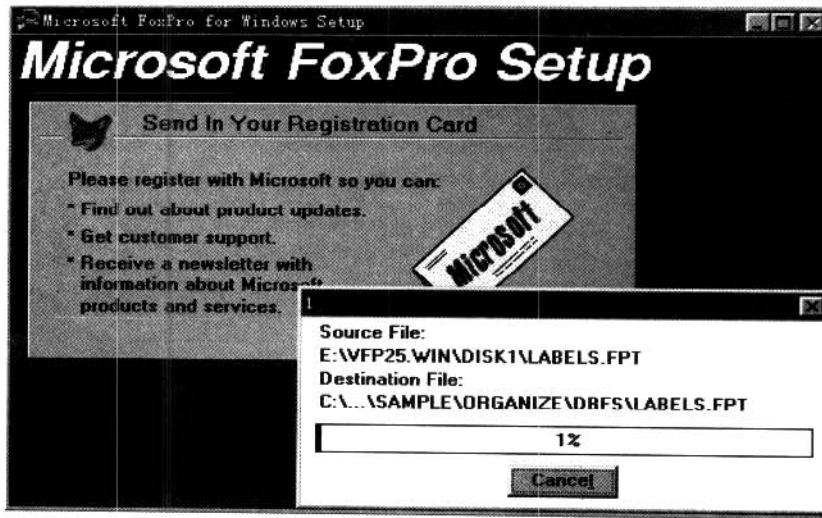 Microsoft FoxPro for Windows Setup
Microsoft FoxPro Setup
Send In Your Registration Card
Please register with Microsoft so you can:
* Find out about product updates.
* Get customer support.
* Receive a newsletter with
information about Microsoft
products and services.
Microsoft
1
Source File:
E:\VFP25.WIN\DISK1\LABELS.FPT
Destination File:
C:\...\SAMPLE\ORGANIZE\DBFS\LABELS.FPT
1%
Cancel